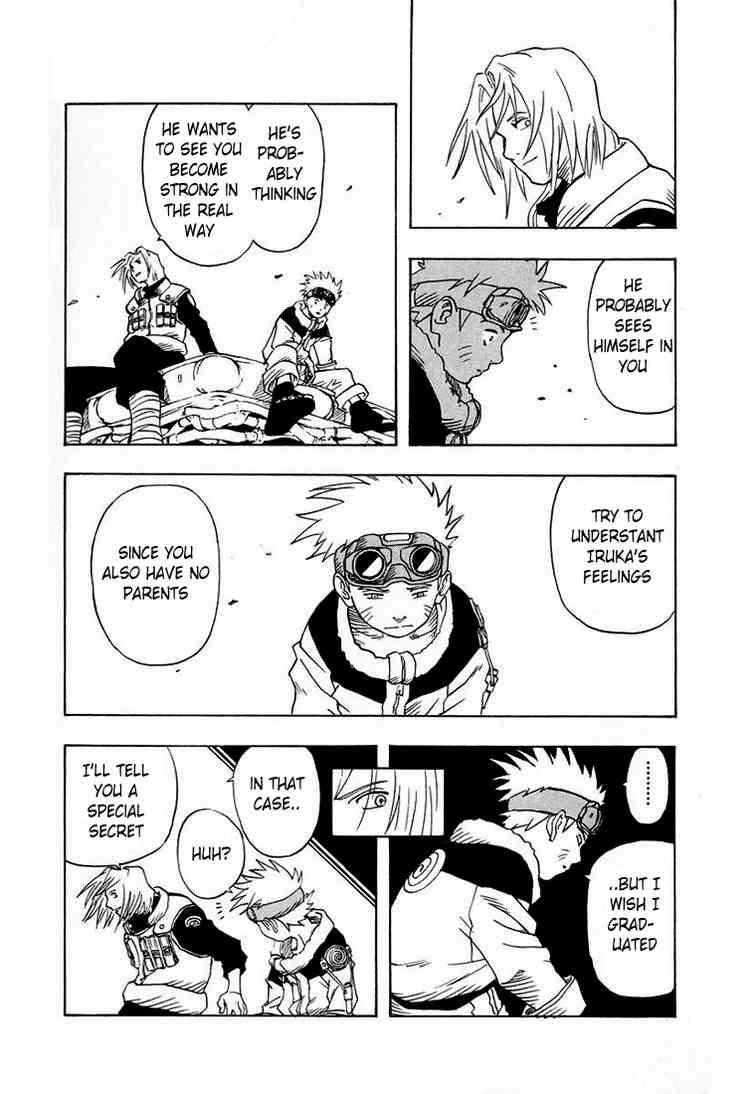 HE
PROBABLY
SEES
HIMSELF IN
YOU
HE'S
PROB-
ABLY
THINKING
HE WANTS
TO SEE YOU
BECOME
STRONG IN
THE REAL
WAY
TRY TO
UNDERSTANT
IRUKA'S
FEELINGS
SINCE YOU
ALSO HAVE NO
PARENTS
.........
..BUT I
WISH I
GRAD-
UATED
IN THAT
CASE..
HUH?
I'LL TELL
YOU A
SPECIAL
SECRET